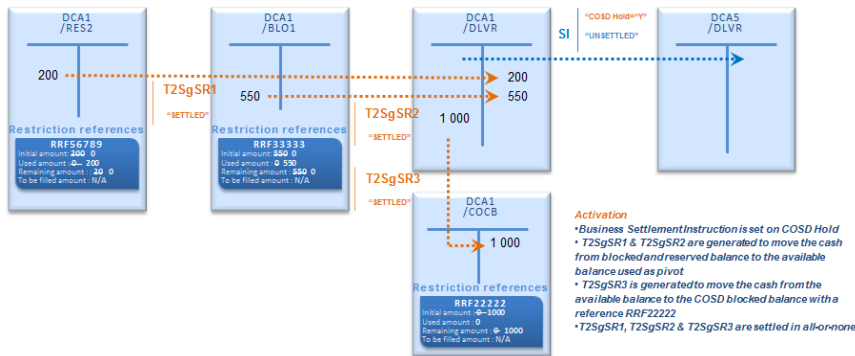 DCA1
/RES2
200
Restriction references
RRF56789
Initial amount: 200 0
Used amount : 0 200
Remaining amount : : 20 0
To be filled amount : N/A
T2SgSR1
"SETTLED"
DCA1
/BLO1
550
Restriction references
RRF33333
Initial amount: 550 0
Used amount : 0 550
Remaining amount : 550 0
To be filled amount : N/A
T2SgSR2
"SETTLED"
T2SgSR3
"SETTLED"
DCA1
/DLVR
200
550
1 000
SI
"COSD Hold="Y"
"UNSETTLED"
DCA5
/DLVR
DCA1
/COCB
1 000
Restriction references
RRF22222
Initial amount : 0 1000
Used amount : 0
Remaining amount : 0 1000
To be filled amount : N/A
Activation
•Business Settlement Instruction is set on COSD Hold
• T2SgSR1 & T2SgSR2 are generated to move the cash
from blocked and reserved balance to the available
balance used as pivot
• T2SgSR3 is generated to move the cash from the
available balance to the COSD blocked balance with a
reference RRF22222
•T2SgSR1, T2SgSR2 & T2SgSR3 are settled in all-or-none